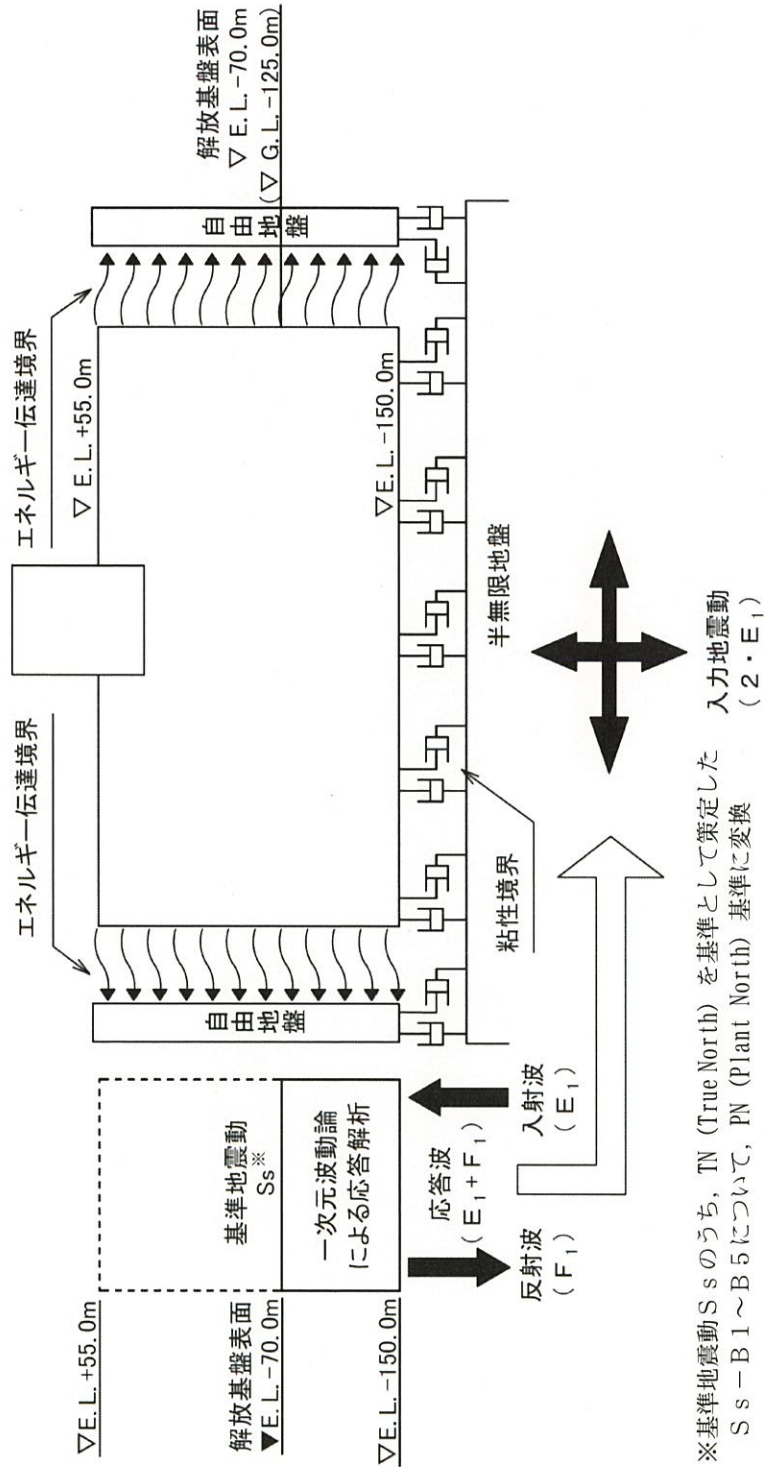 ▽E.L.+55.0m
解放基盤表面
▼E.L.-70.0m
▽E.L.-150.0m
基準地震動
Ss※
一次元波動論
による応答解析
応答波
(E₁+F₁)
反射波
(F₁)
入射波
(E₁)
エネルギー伝達境界
エネルギー伝達境界
自由地盤
自由地盤
▽E.L.+55.0m
▽E.L.-150.0m
解放基盤表面
▽ E.L.-70.0m
(▽ G.L.-125.0m)
粘性境界
半無限地盤
入力地震動
(2・E₁)
※基準地震動Ssのうち,TN (True North) を基準として策定した
Ss-B1~B5について,PN (Plant North) 基準に変換